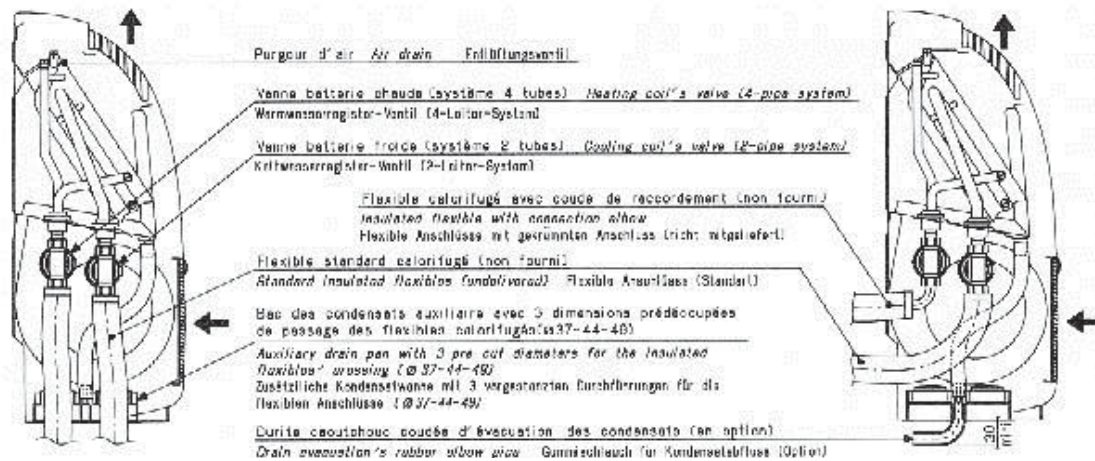 Purgeur d'air Air drain Entlüftungsventil
Vanne batterie chaude (système 4 tubes) Heating coil's valve (4-pipe system)
Warmwasserregister-Ventil (4-Leiter-System)
Vanne batterie froide (système 2 tubes) Cooling coil's valve (2-pipe system)
Kaltwasserregister-Ventil (2-Leiter-System)
Flexible calorifugé avec coude de raccordement (non fourni)
Insulated flexible with connection elbow
Flexible Anschlüsse mit gekrümmten Anschluss (nicht mitgeliefert)
Flexible standard calorifugé (non fourni)
Standard insulated flexibles (undelivered) Flexible Anschlüsse (Standart)
Bac des condensats auxiliaire avec 3 dimensions prédécoupées
de passage des flexibles calorifugés(ø37-44-49)
Auxiliary drain pan with 3 pre cut diameters for the insulated
flexibles' crossing (Ø 37-44-49)
Zusätzliche Kondensatwanne mit 3 vorgestanzten Durchführungen für die
flexiblen Anschlüsse (Ø 37-44-49)
Durite caoutchouc coudée d'évacuation des condensats (en option)
Drain evacuation's rubber elbow pipe Gummischlauch für Kondensatabfluss (Option)
30
mini